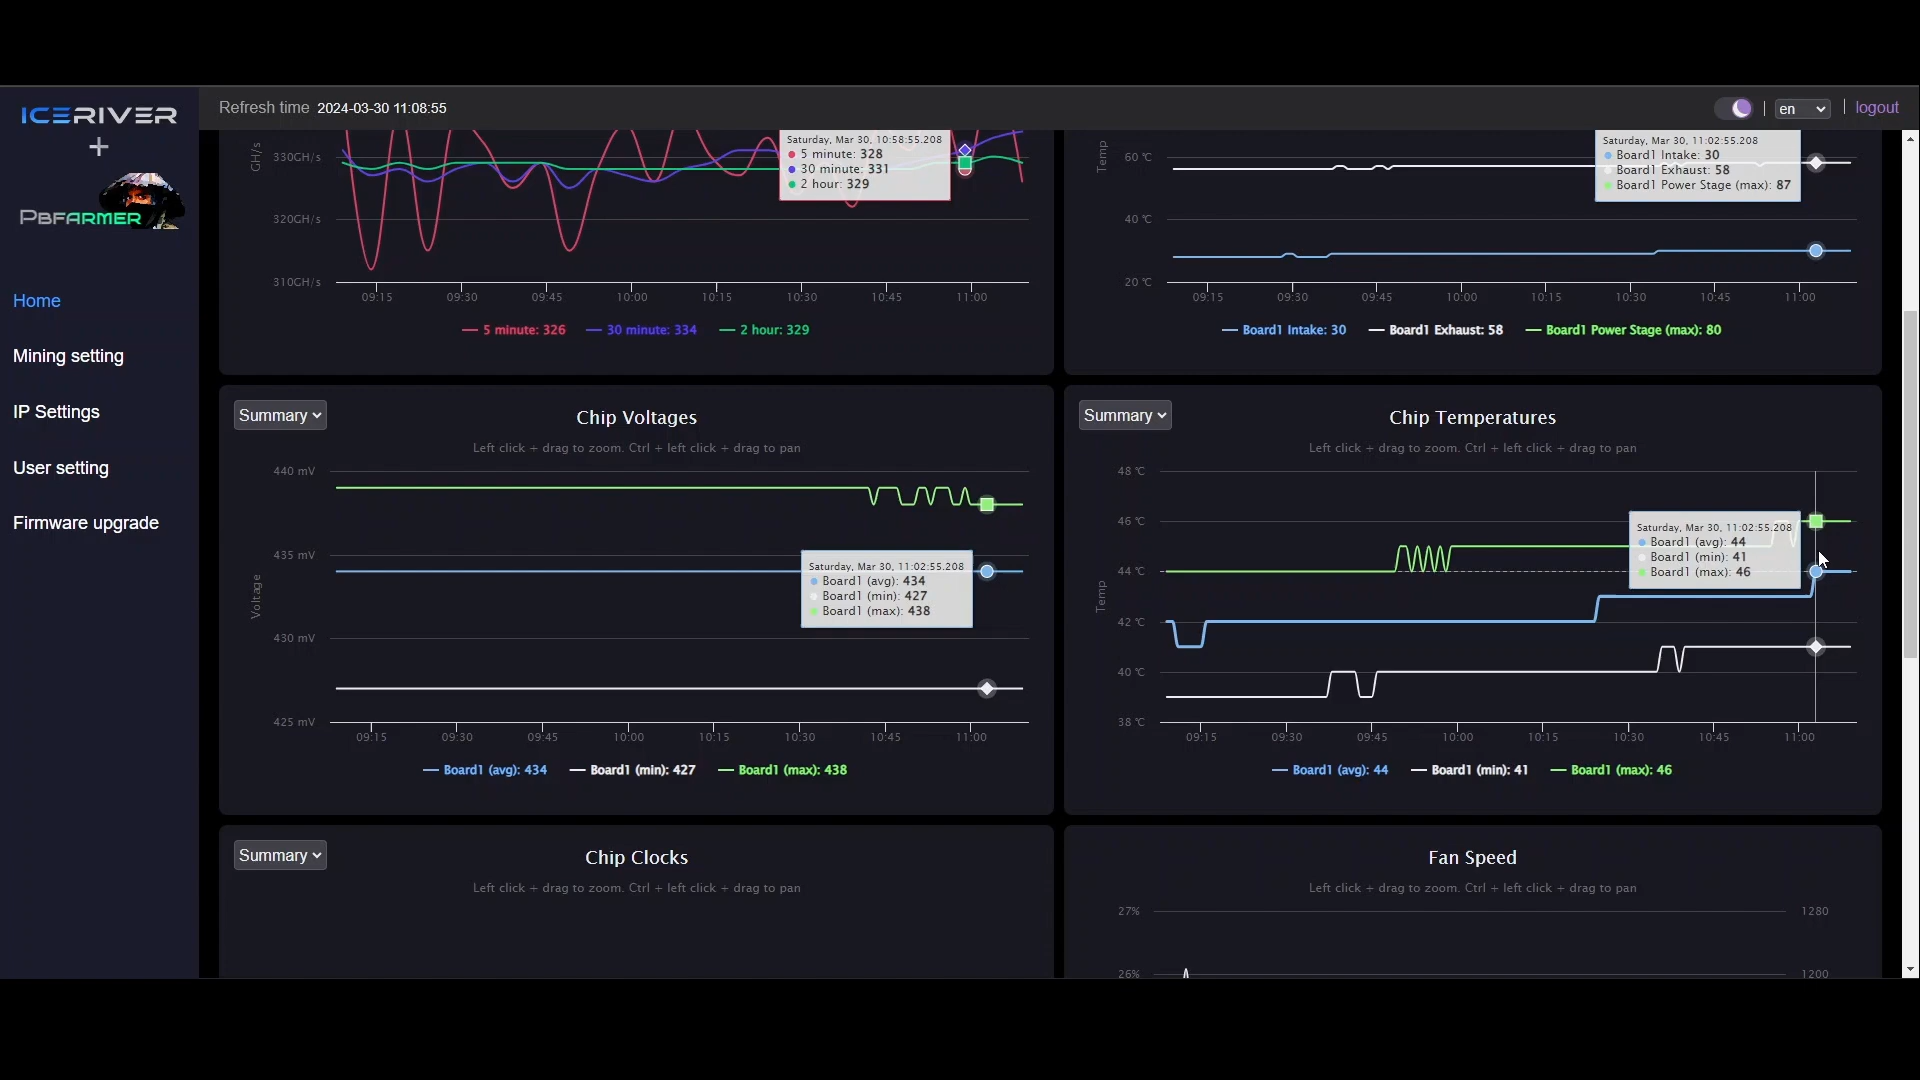 ICERIVER
+
PBFARMER
Home
Mining setting
IP Settings
User setting
Firmware upgrade
Refresh time 2024-03-30 11:08:55
en
logout
GH/s
330GH/s
320GH/s
310GH/s
Saturday, Mar 30, 10:58:55.208
5 minute: 328
30 minute: 331
2 hour: 329
09:15 09:30 09:45 10:00 10:15 10:30 10:45 11:00
5 minute: 326 30 minute: 334 2 hour: 329
Temp
60 ℃
40 ℃
20 ℃
Saturday, Mar 30, 11:02:55.208
Board1 Intake: 30
Board1 Exhaust: 58
Board1 Power Stage (max): 87
09:15 09:30 09:45 10:00 10:15 10:30 10:45 11:00
Board1 Intake: 30 Board1 Exhaust: 58 Board1 Power Stage (max): 80
Summary
Chip Voltages
Left click + drag to zoom. Ctrl + left click + drag to pan
Voltage
440 mV
435 mV
430 mV
425 mV
Saturday, Mar 30, 11:02:55.208
Board1 (avg): 434
Board1 (min): 427
Board1 (max): 438
09:15 09:30 09:45 10:00 10:15 10:30 10:45 11:00
Board1 (avg): 434 Board1 (min): 427 Board1 (max): 438
Summary
Chip Temperatures
Left click + drag to zoom. Ctrl + left click + drag to pan
Temp
48 ℃
46 ℃
44 ℃
42 ℃
40 ℃
38 ℃
Saturday, Mar 30, 11:02:55.208
Board1 (avg): 44
Board1 (min): 41
Board1 (max): 46
09:15 09:30 09:45 10:00 10:15 10:30 10:45 11:00
Board1 (avg): 44 Board1 (min): 41 Board1 (max): 46
Summary
Chip Clocks
Left click + drag to zoom. Ctrl + left click + drag to pan
Fan Speed
Left click + drag to zoom. Ctrl + left click + drag to pan
27% 1280
26% 1200